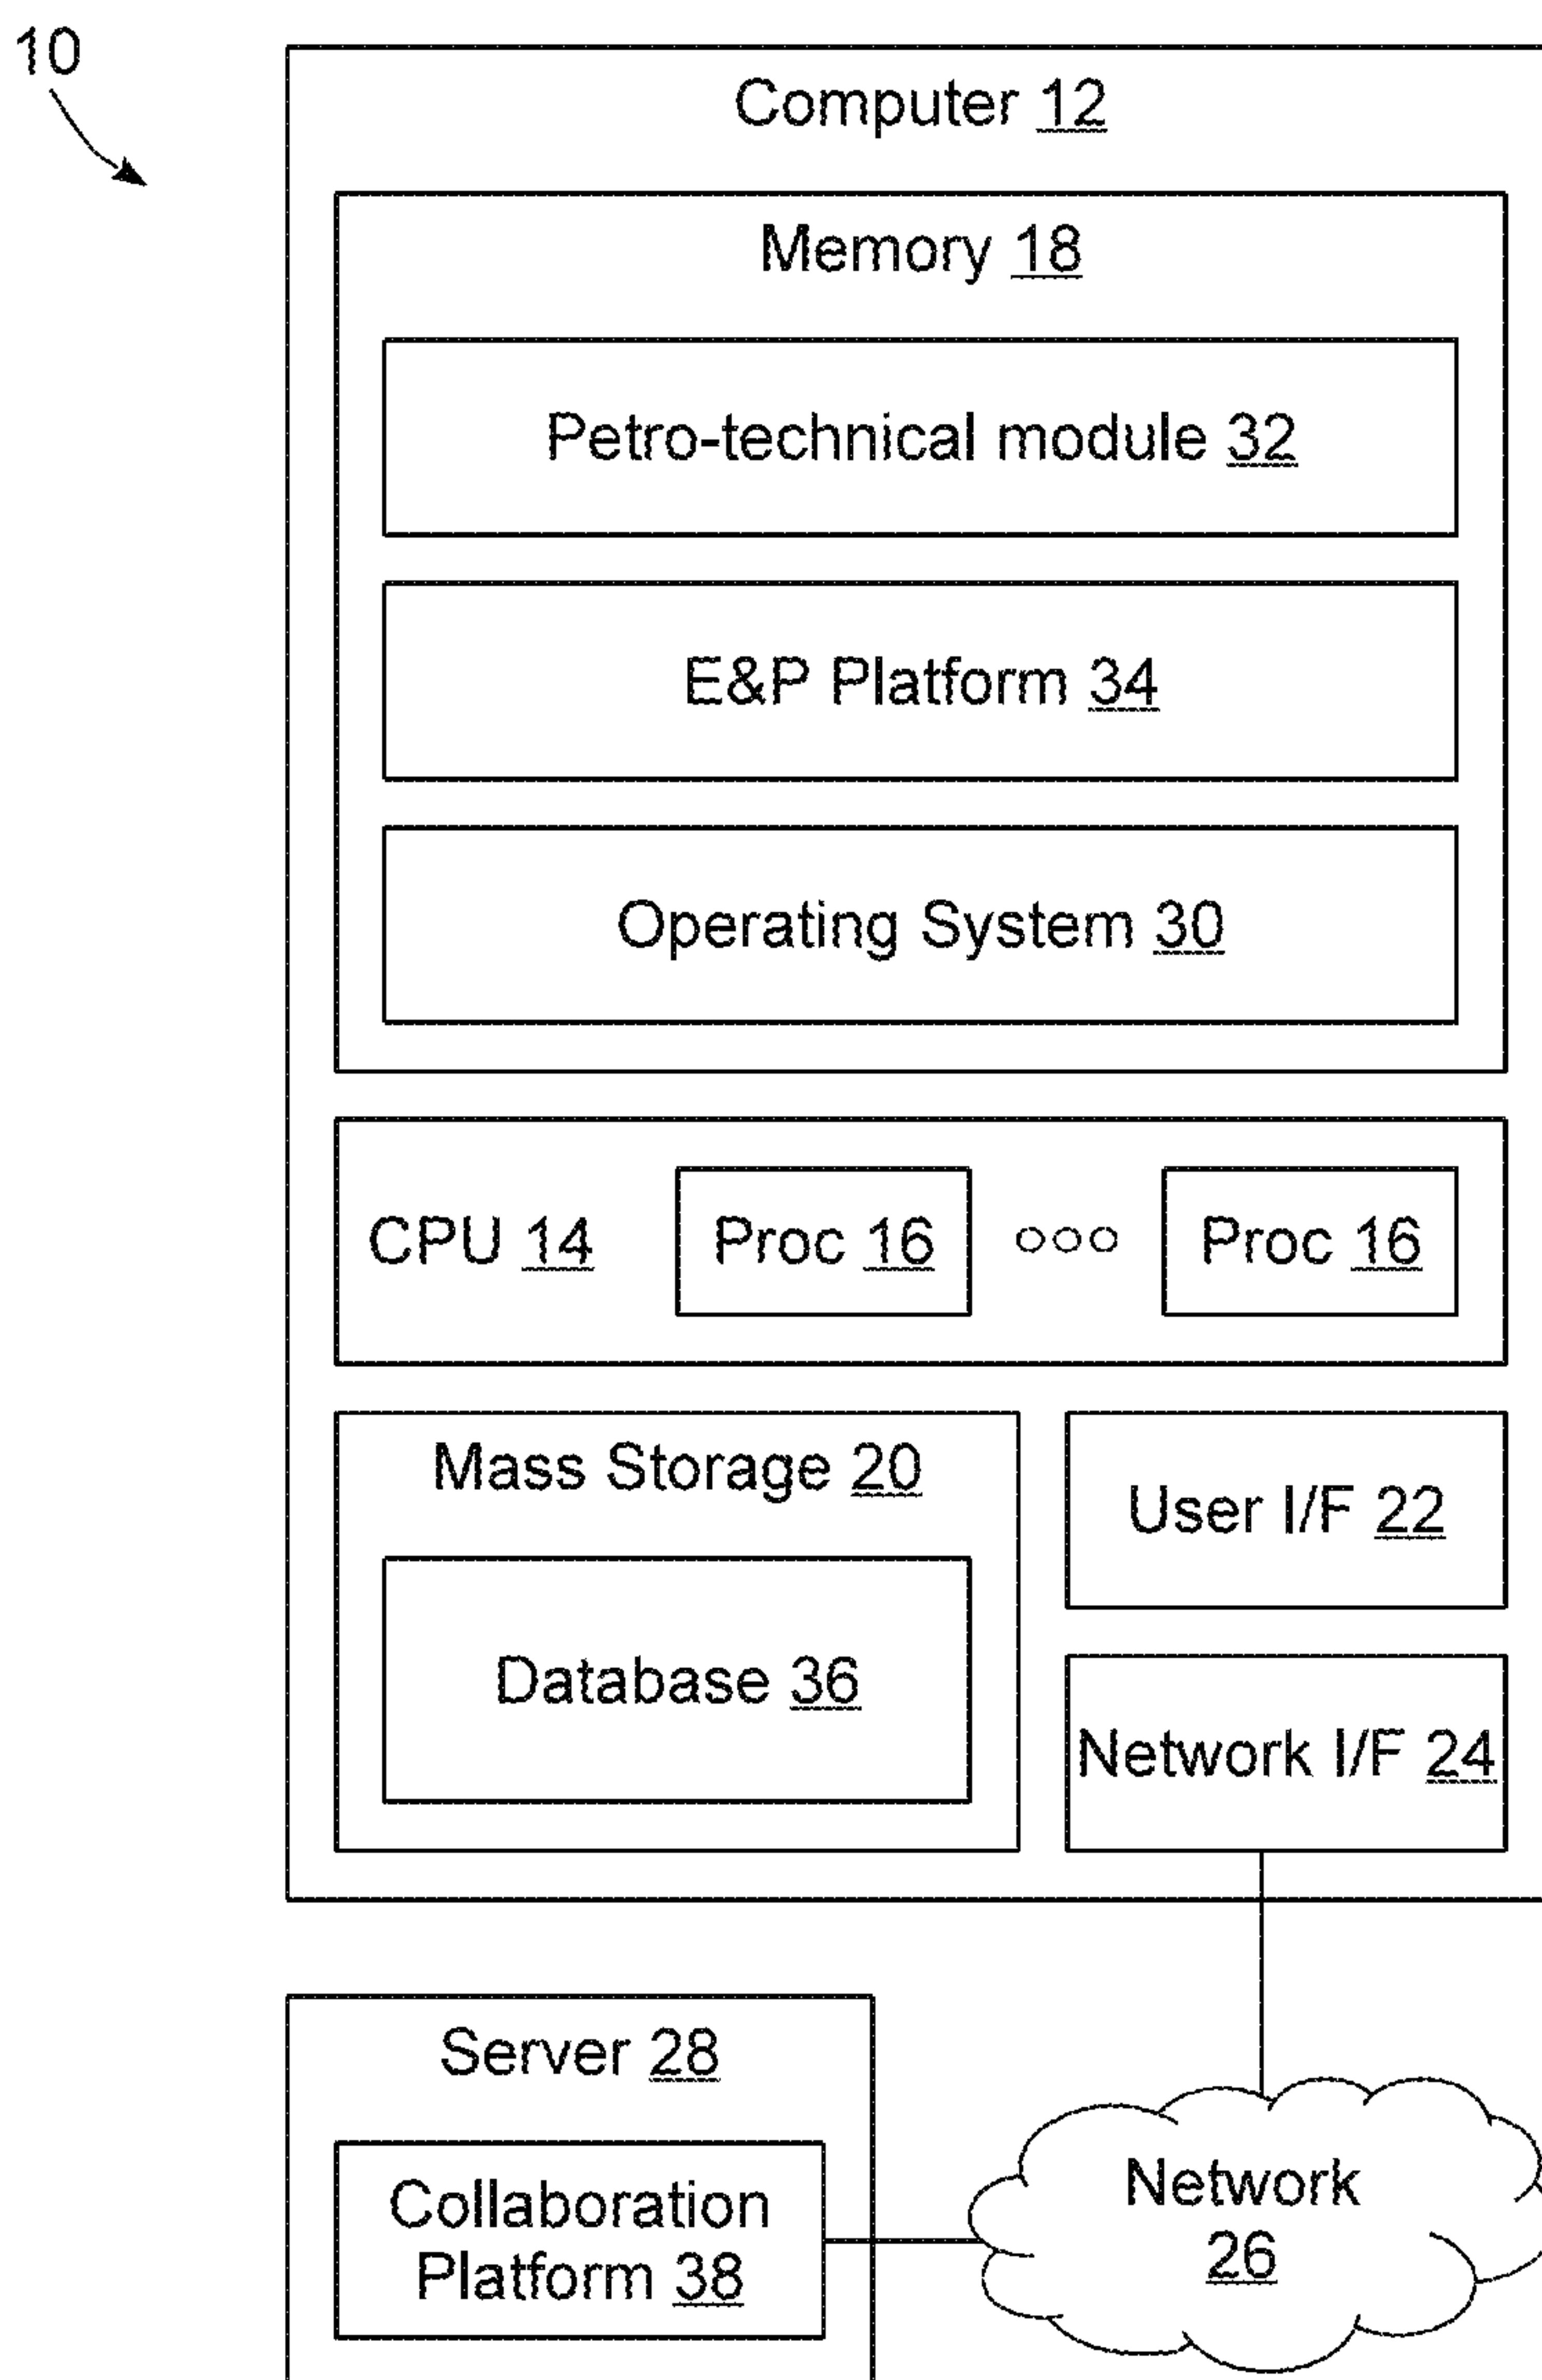 10
Computer 12
Memory 18
Petro-technical module 32
E&P Platform 34
Operating System 30
CPU 14
Proc 16
Proc 16
Mass Storage 20
User I/F 22
Database 36
Network I/F 24
Server 28
Collaboration
Platform 38
Network
26